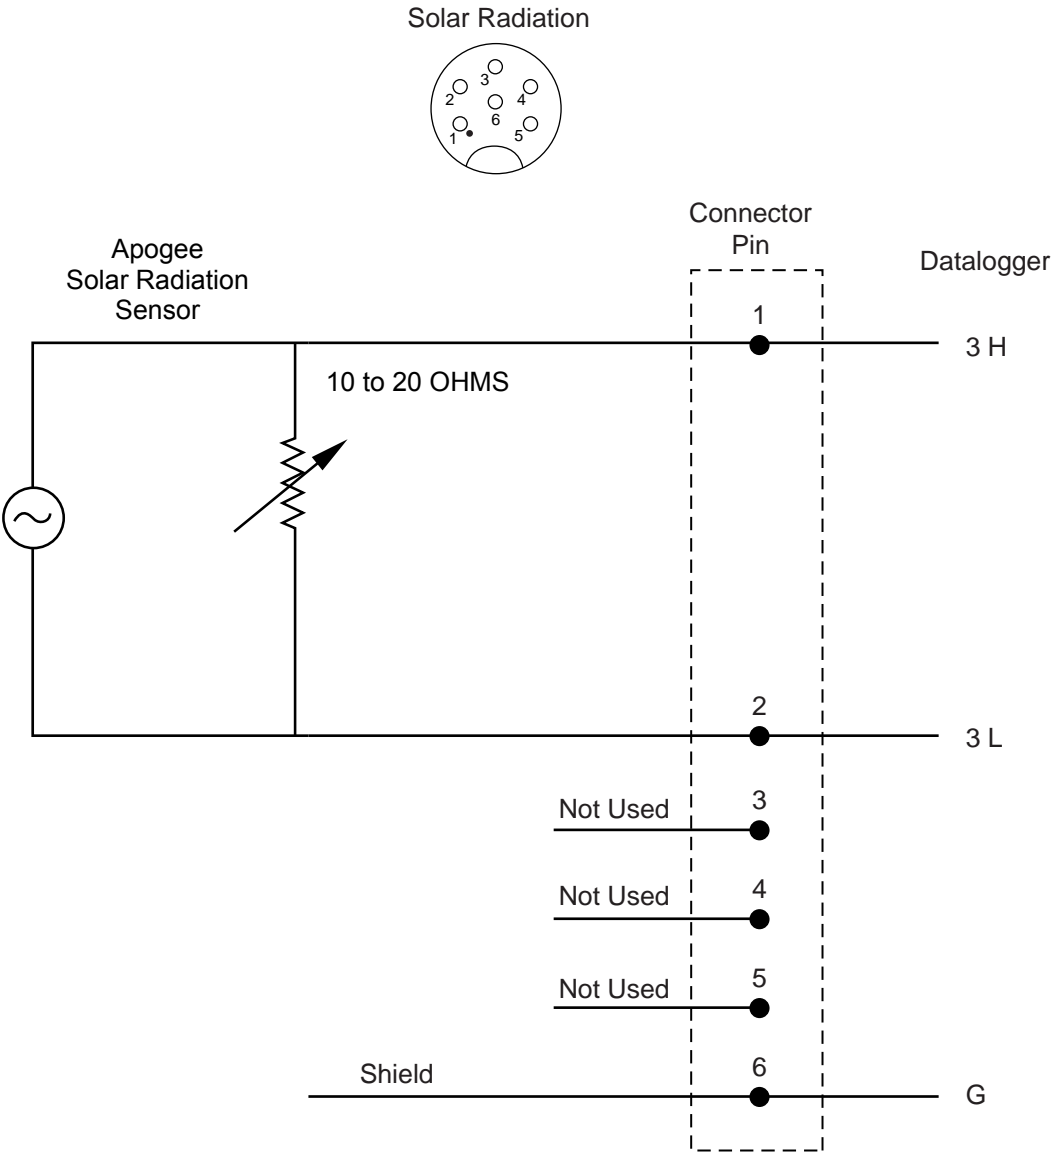 Solar Radiation
3
2
4
6
1
5
Connector
Pin
Apogee
Solar Radiation
Sensor
Datalogger
1
3 H
10 to 20 OHMS
2
3 L
3
Not Used
4
Not Used
5
Not Used
6
Shield
G